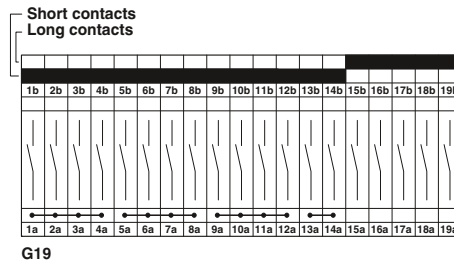 Short contacts
Long contacts
1b 2b 3b 4b 5b 6b 7b 8b 9b 10b 11b 12b 13b 14b 15b 16b 17b 18b 19b
1a 2a 3a 4a 5a 6a 7a 8a 9a 10a 11a 12a 13a 14a 15a 16a 17a 18a 19a
G19